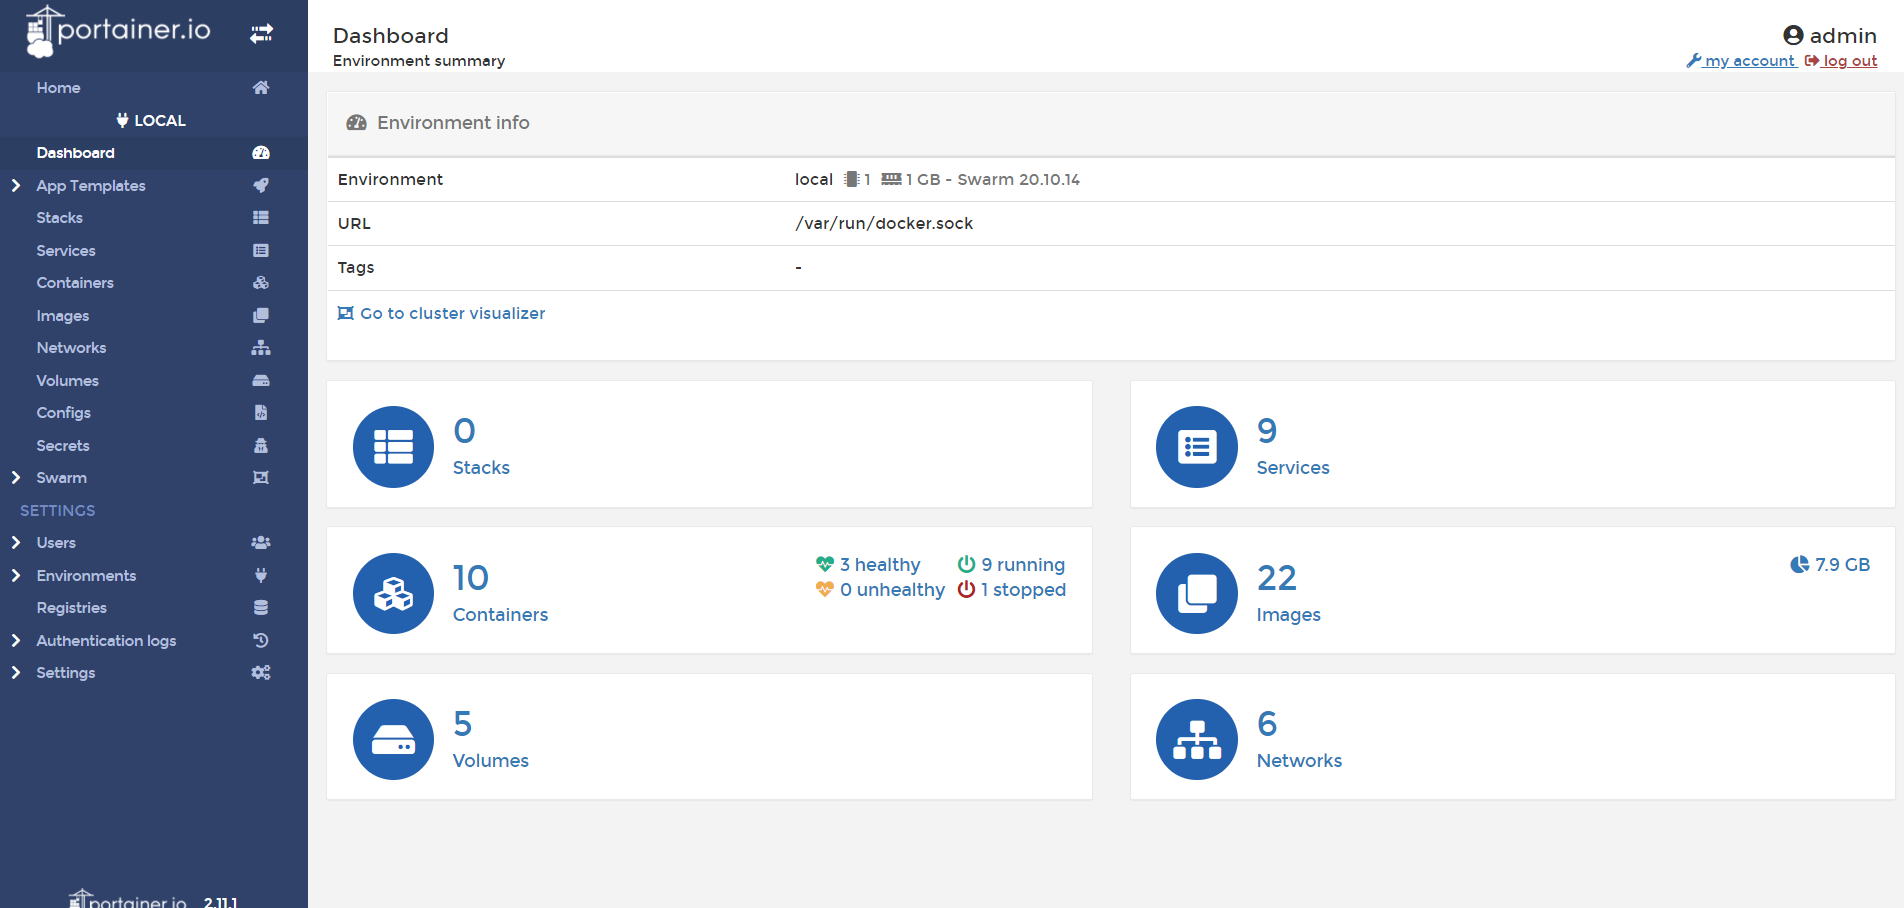 portainer.io
Home
LOCAL
Dashboard
App Templates
Stacks
Services
Containers
Images
Networks
Volumes
Configs
Secrets
Swarm
SETTINGS
Users
Environments
Registries
Authentication logs
Settings
portainer.io 2.11.1
Dashboard
Environment summary
admin
my account log out
Environment info
Environment local 1 1 GB - Swarm 20.10.14
URL /var/run/docker.sock
Tags -
Go to cluster visualizer
0
Stacks
9
Services
10
Containers
3 healthy 9 running
0 unhealthy 1 stopped
22
Images
7.9 GB
5
Volumes
6
Networks